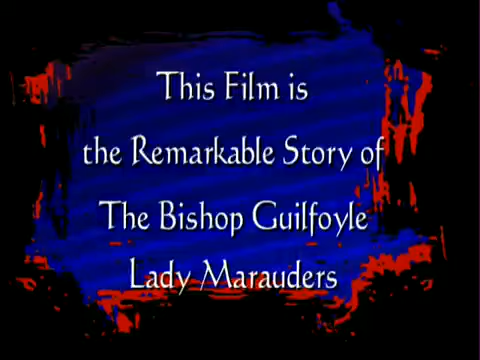 This Film is
the Remarkable Story of
The Bishop Guilfoyle
Lady Marauders